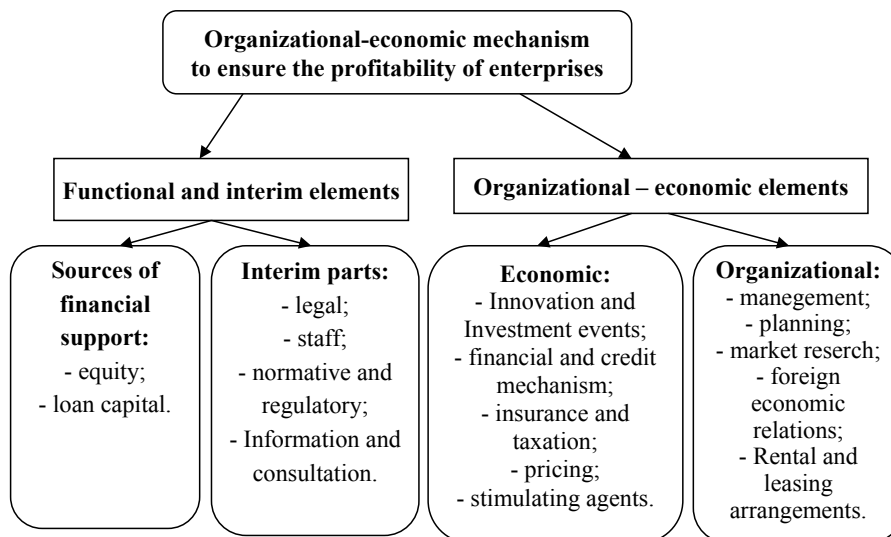 Organizational-economic mechanism
to ensure the profitability of enterprises
Functional and interim elements
Organizational – economic elements
Sources of
financial
support:
- equity;
- loan capital.
Interim parts:
- legal;
- staff;
- normative and
regulatory;
- Information and
consultation.
Economic:
- Innovation and
Investment events;
- financial and credit
mechanism;
- insurance and
taxation;
- pricing;
- stimulating agents.
Organizational:
- manegement;
- planning;
- market reserch;
- foreign
economic
relations;
- Rental and
leasing
arrangements.